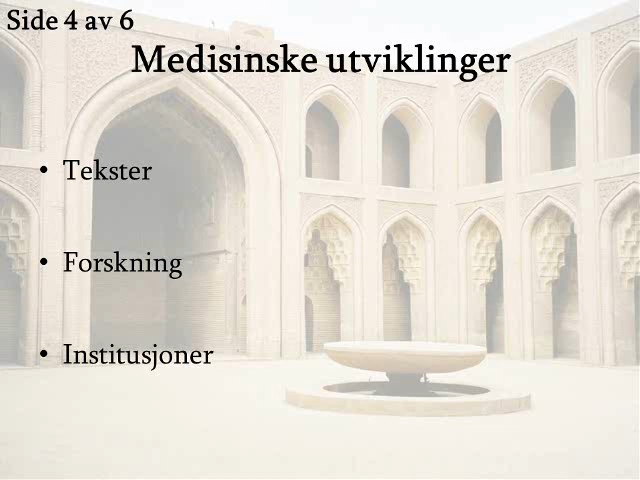 Side 4 av 6
Medisinske utviklinger
• Tekster
• Forskning
• Institusjoner